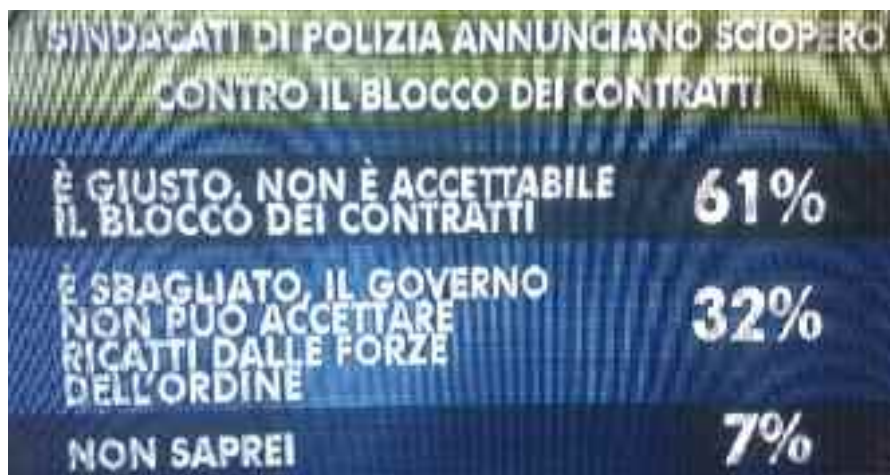 SINDACATI DI POLIZIA ANNUNCIANO SCIOPERO
CONTRO IL BLOCCO DEI CONTRATTI
È GIUSTO, NON È ACCETTABILE
IL BLOCCO DEI CONTRATTI
61%
È SBAGLIATO, IL GOVERNO
NON PUÒ ACCETTARE
RICATTI DALLE FORZE
DELL'ORDINE
32%
NON SAPREI
7%